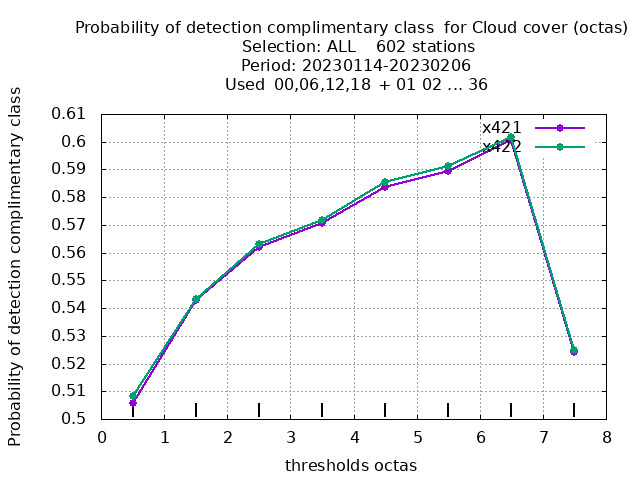 Probability of detection complimentary class  for Cloud cover (octas)
Selection: ALL    602 stations
Period: 20230114-20230206
Used  00,06,12,18 + 01 02 ... 36
Probability of detection complimentary class
0.61
0.6
0.59
0.58
0.57
0.56
0.55
0.54
0.53
0.52
0.51
0.5
x421
x422
0 1 2 3 4 5 6 7 8
thresholds octas